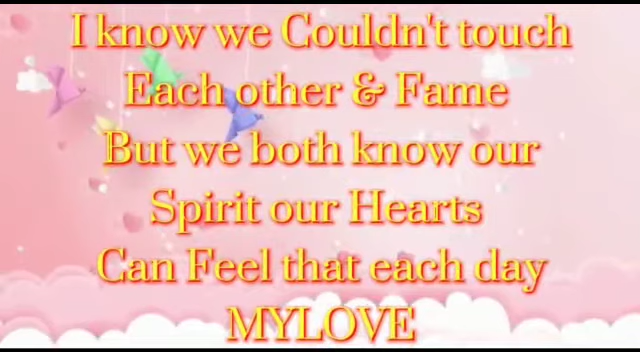 I know we Couldn't touch
Each other & Fame
But we both know our
Spirit our Hearts
Can Feel that each day
MYLOVE